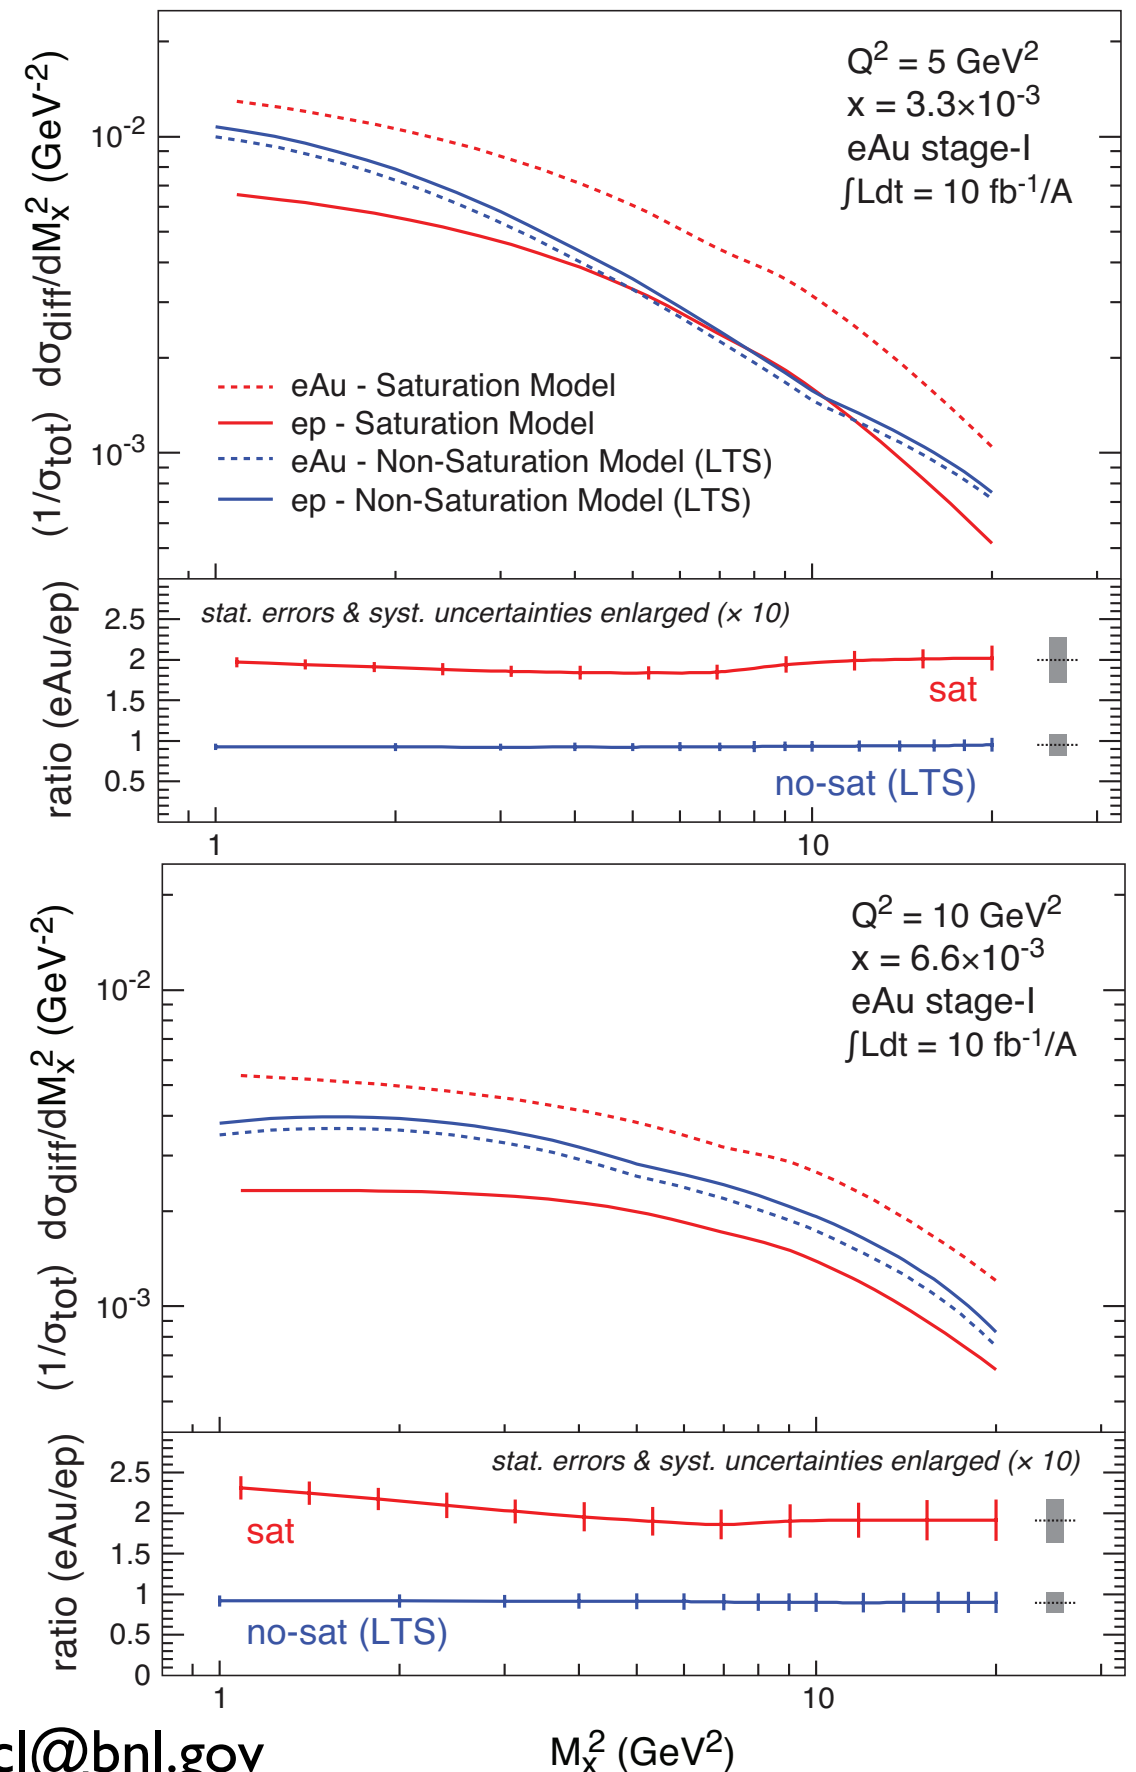 Q² = 5 GeV²
x = 3.3×10⁻³
eAu stage-I
∫Ldt = 10 fb⁻¹/A
10⁻²
10⁻³
(1/σtot) dσdiff/dMx² (GeV⁻²)
eAu - Saturation Model
ep - Saturation Model
eAu - Non-Saturation Model (LTS)
ep - Non-Saturation Model (LTS)
stat. errors & syst. uncertainties enlarged (× 10)
2.5
2
1.5
1
0.5
ratio (eAu/ep)
sat
no-sat (LTS)
1 10
Q² = 10 GeV²
x = 6.6×10⁻³
eAu stage-I
∫Ldt = 10 fb⁻¹/A
10⁻²
10⁻³
(1/σtot) dσdiff/dMx² (GeV⁻²)
stat. errors & syst. uncertainties enlarged (× 10)
2.5
2
1.5
1
0.5
0
ratio (eAu/ep)
sat
no-sat (LTS)
1 10
cl@bnl.gov
Mx² (GeV²)